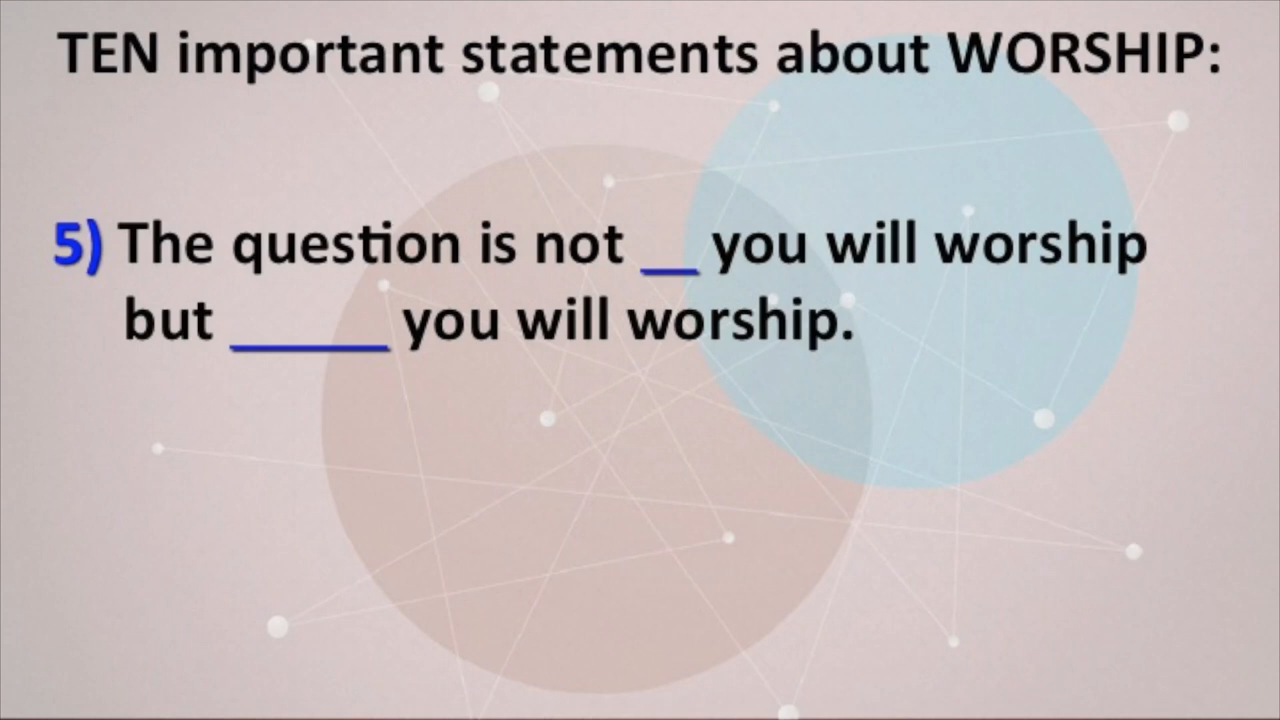 TEN important statements about WORSHIP:
5) The question is not __ you will worship
but ______ you will worship.